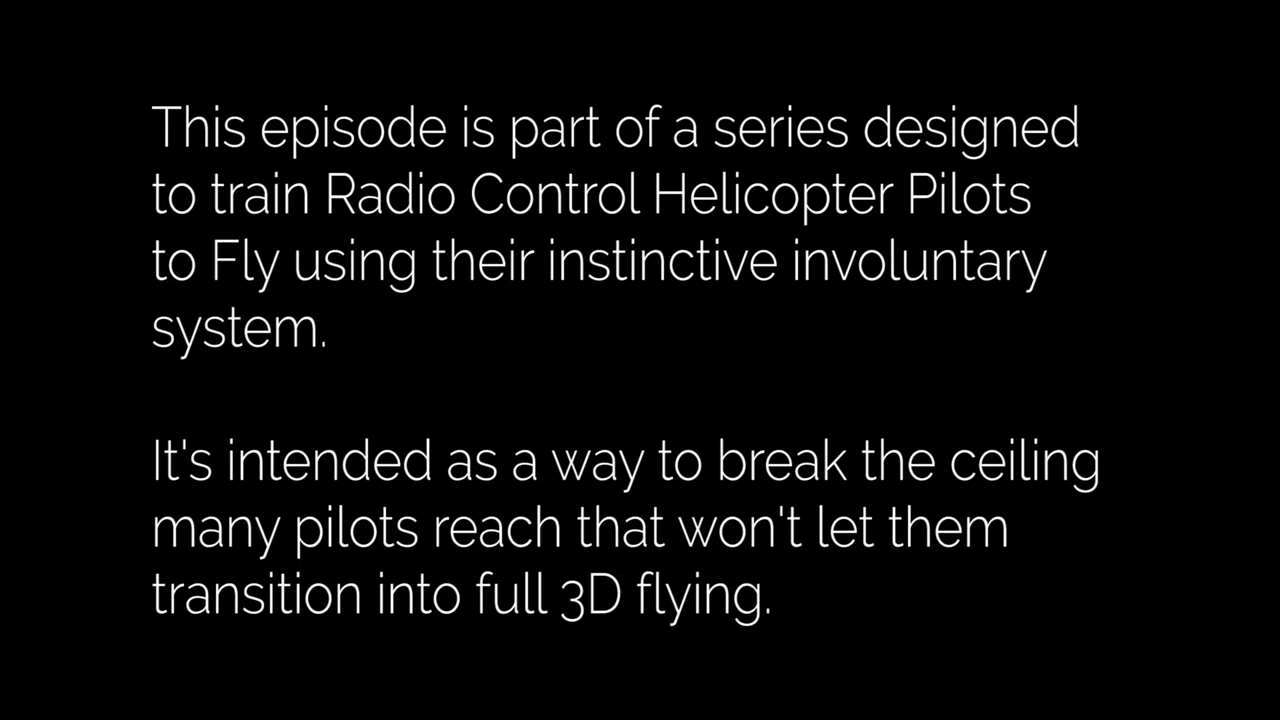 This episode is part of a series designed
to train Radio Control Helicopter Pilots
to Fly using their instinctive involuntary
system.
It's intended as a way to break the ceiling
many pilots reach that won't let them
transition into full 3D flying.